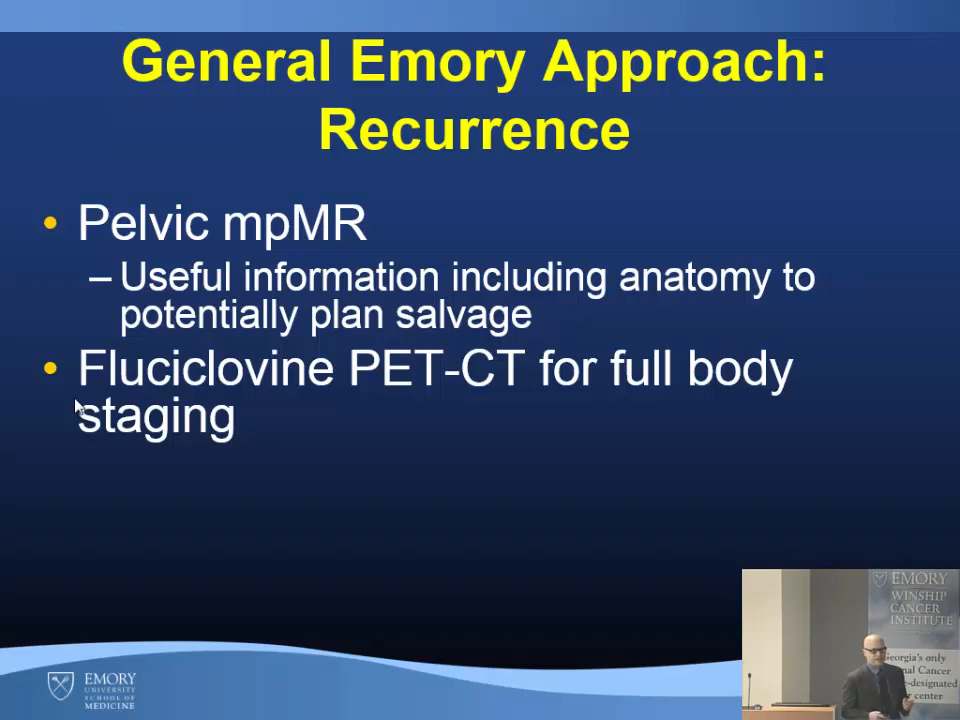 General Emory Approach:
Recurrence
• Pelvic mpMR
– Useful information including anatomy to
potentially plan salvage
• Fluciclovine PET-CT for full body
staging
EMORY
UNIVERSITY
SCHOOL OF
MEDICINE
EMORY
WINSHIP
CANCER
INSTITUTE
Georgia's only
nal Cancer
e-designated
center